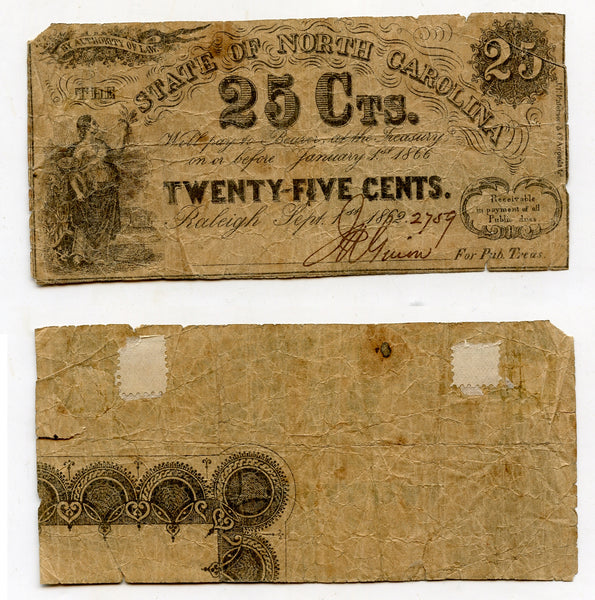 BY AUTHORITY OF LAW.
25
THE
STATE OF NORTH CAROLINA
25 CTS.
Will pay to Bearer, at the Treasury
on or before January 1st 1866
TWENTY-FIVE CENTS.
Receivable
in payment of all
Public dues
Raleigh Sept. 1st 1862 2759
For Pub. Treas.